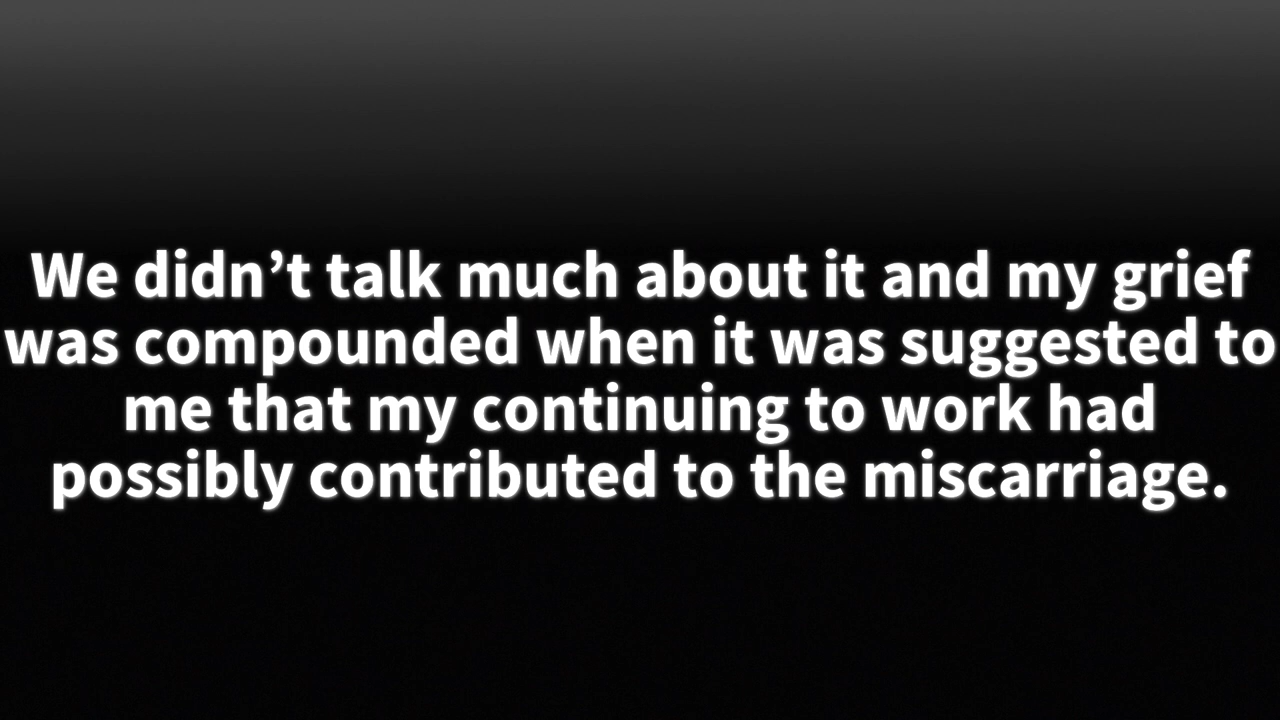 We didn’t talk much about it and my grief
was compounded when it was suggested to
me that my continuing to work had
possibly contributed to the miscarriage.